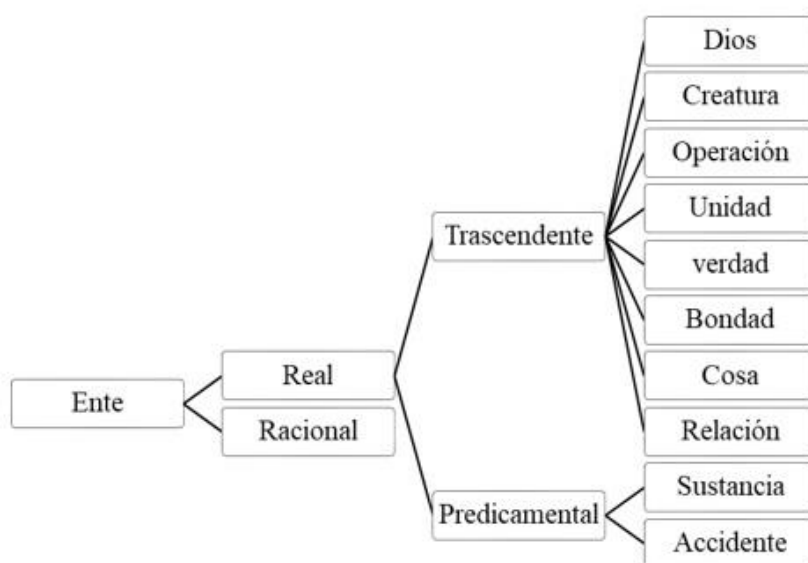 Dios
Creatura
Operación
Unidad
Trascendente
verdad
Bondad
Real
Cosa
Ente
Racional
Relación
Sustancia
Predicamental
Accidente